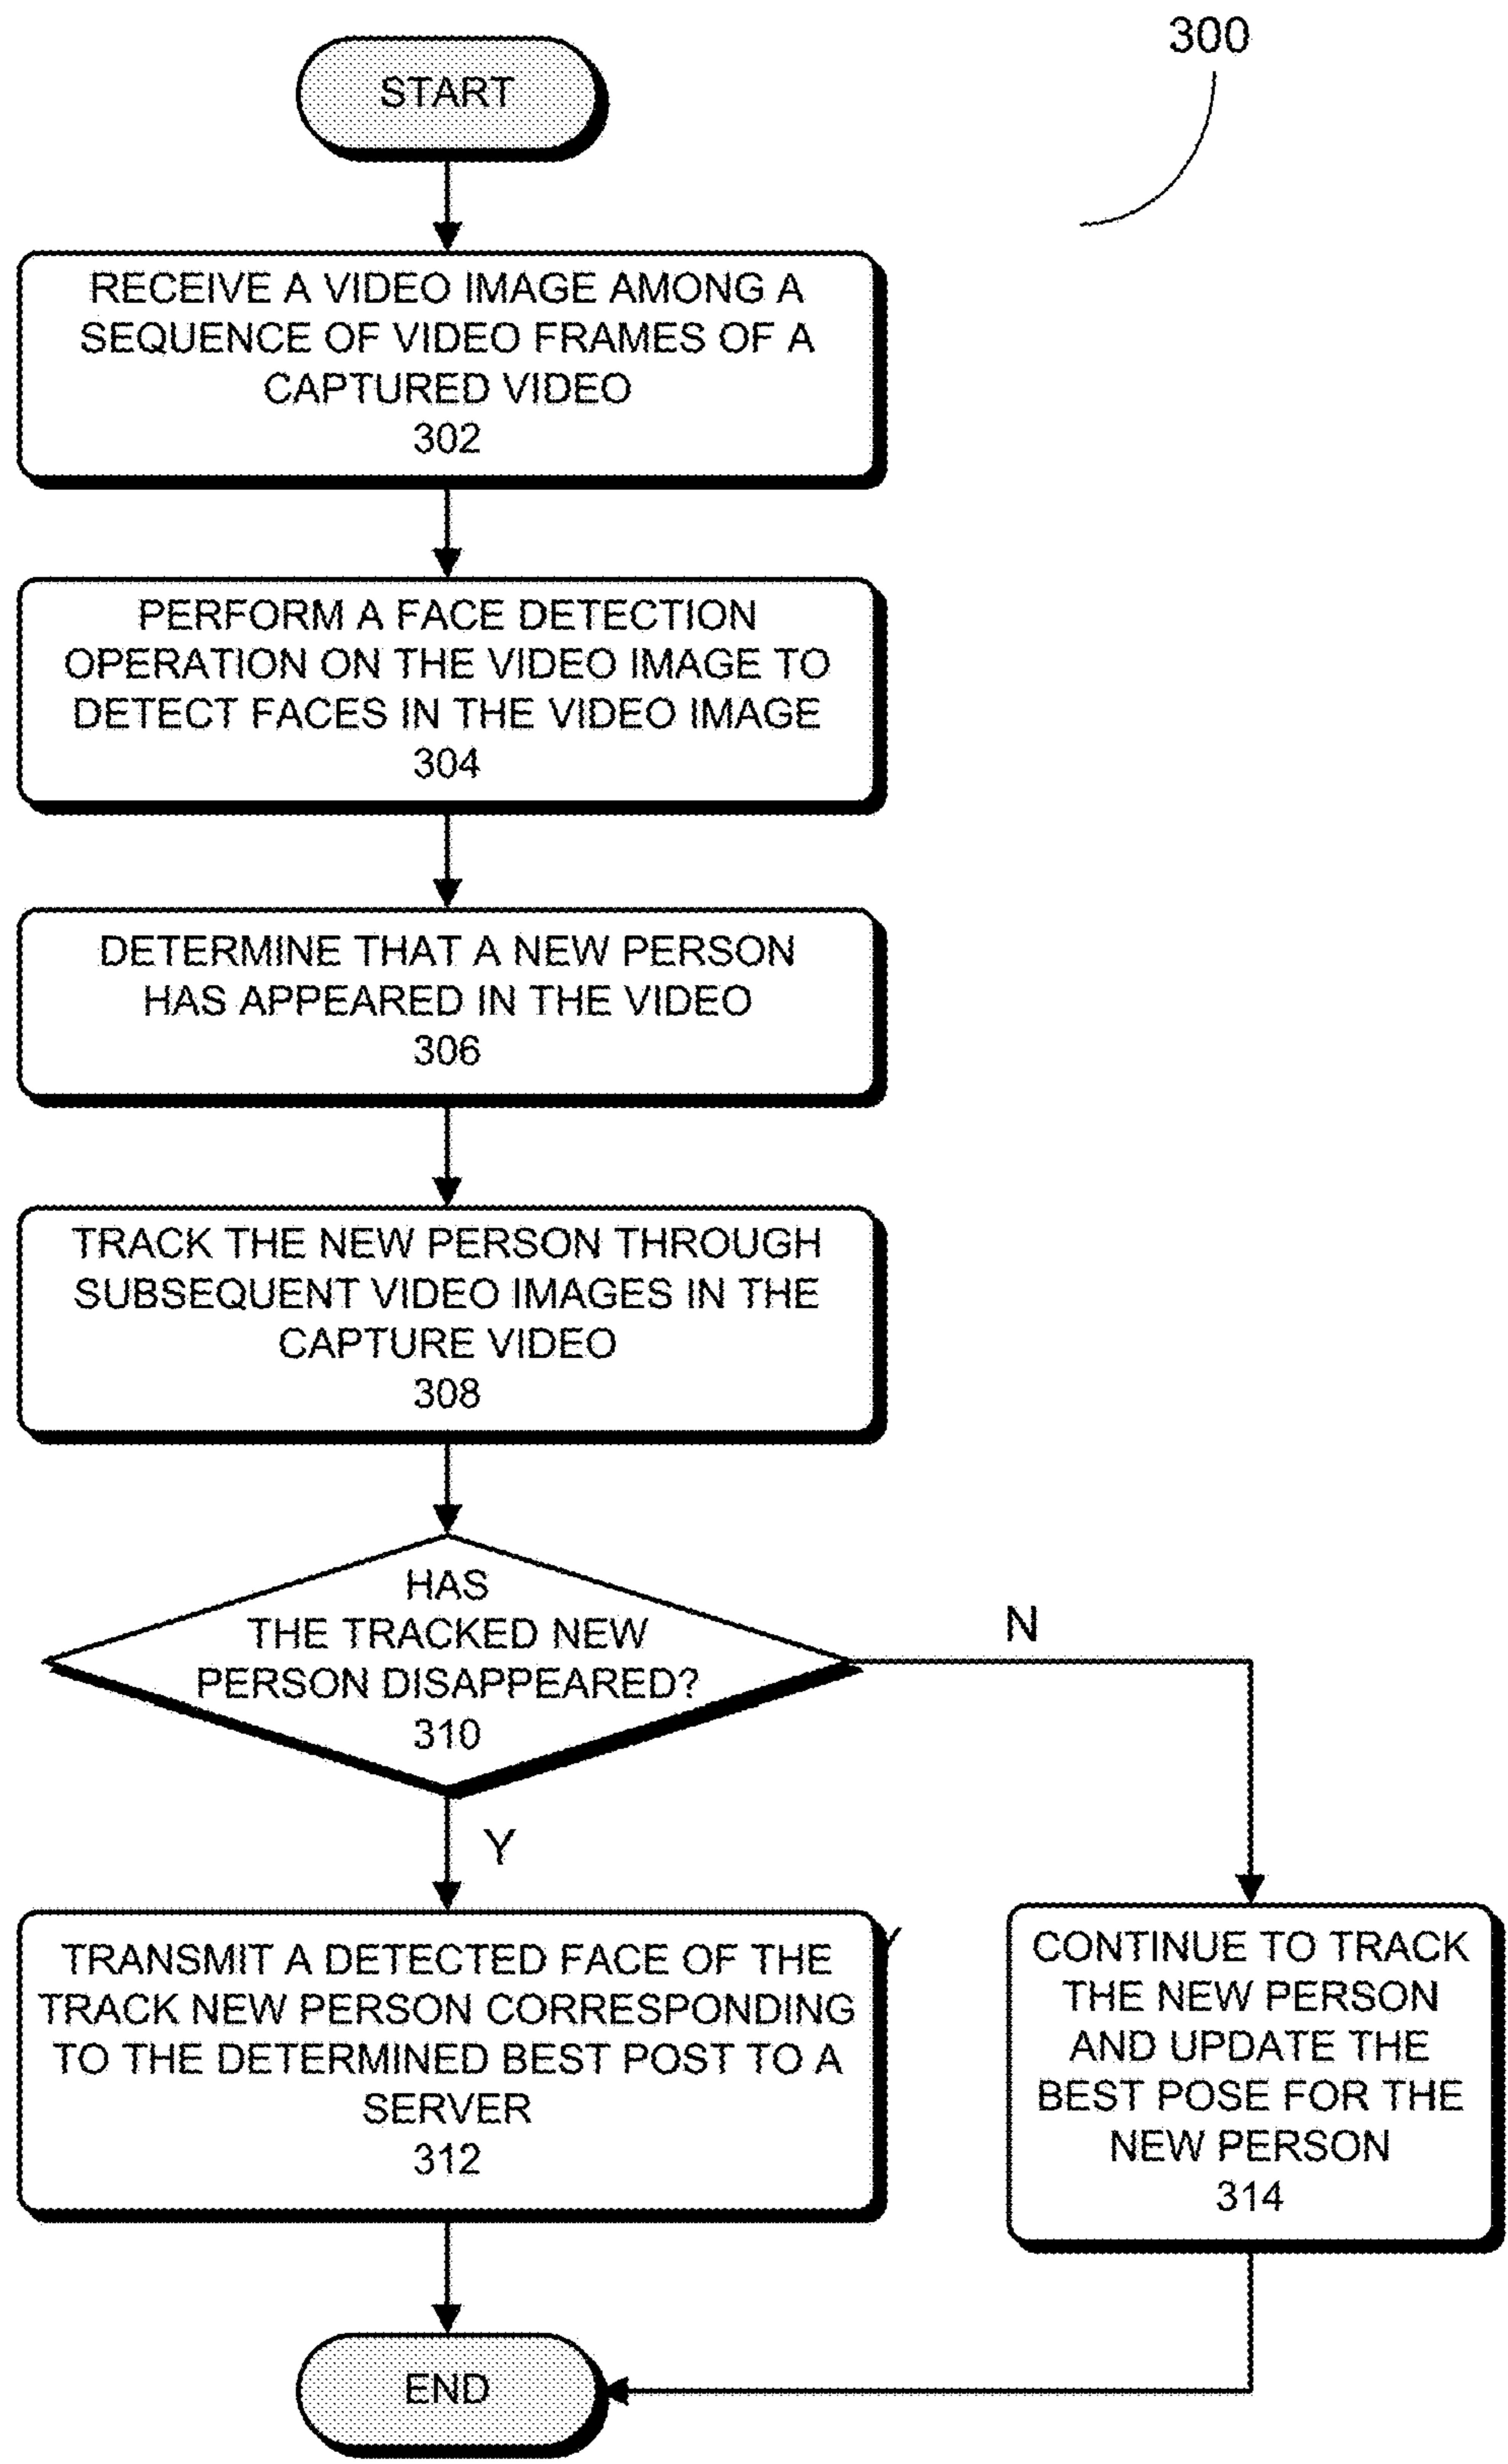 300
START
RECEIVE A VIDEO IMAGE AMONG A
SEQUENCE OF VIDEO FRAMES OF A
CAPTURED VIDEO
302
PERFORM A FACE DETECTION
OPERATION ON THE VIDEO IMAGE TO
DETECT FACES IN THE VIDEO IMAGE
304
DETERMINE THAT A NEW PERSON
HAS APPEARED IN THE VIDEO
306
TRACK THE NEW PERSON THROUGH
SUBSEQUENT VIDEO IMAGES IN THE
CAPTURE VIDEO
308
HAS
THE TRACKED NEW
PERSON DISAPPEARED?
310
N
Y
Y
TRANSMIT A DETECTED FACE OF THE
TRACK NEW PERSON CORRESPONDING
TO THE DETERMINED BEST POST TO A
SERVER
312
CONTINUE TO TRACK
THE NEW PERSON
AND UPDATE THE
BEST POSE FOR THE
NEW PERSON
314
END